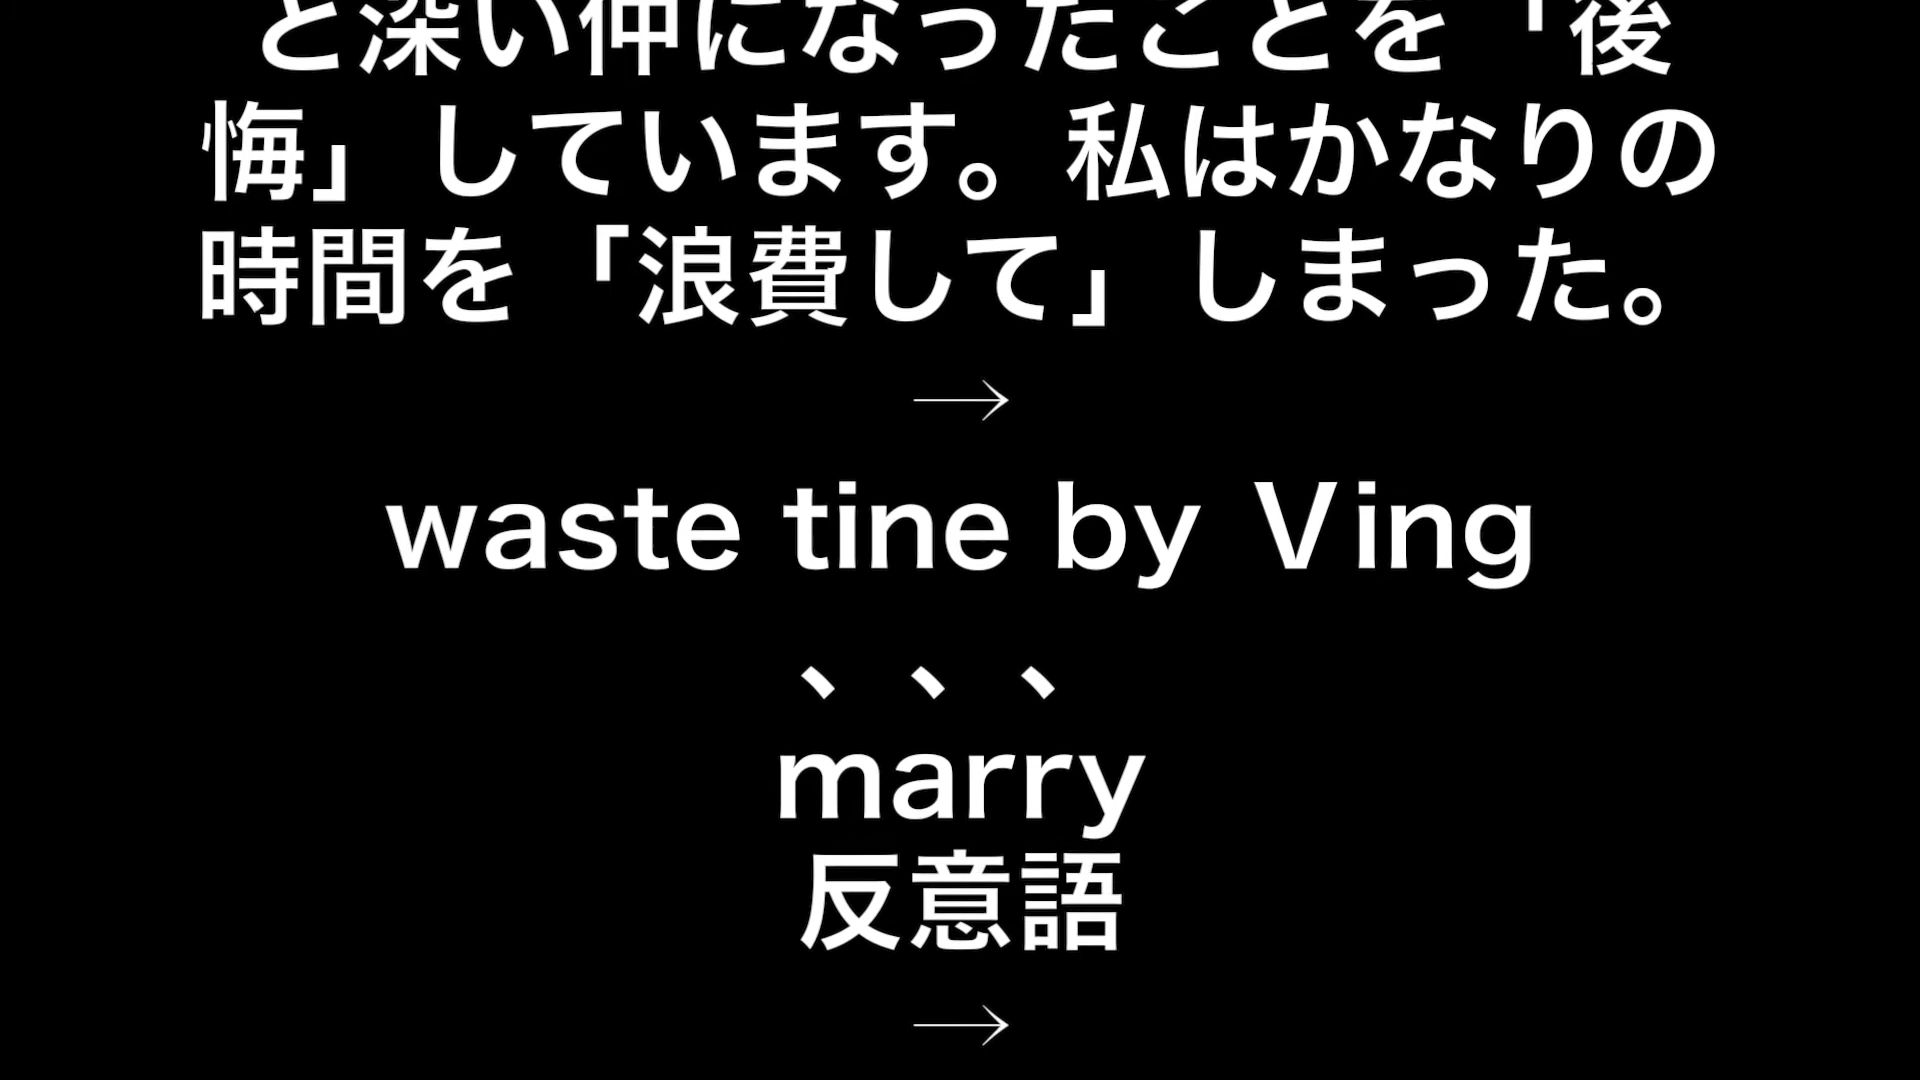 と深い仲になったことを「後
悔」しています。私はかなりの
時間を「浪費して」しまった。
→
waste tine by Ving
、、、
marry
反意語
→